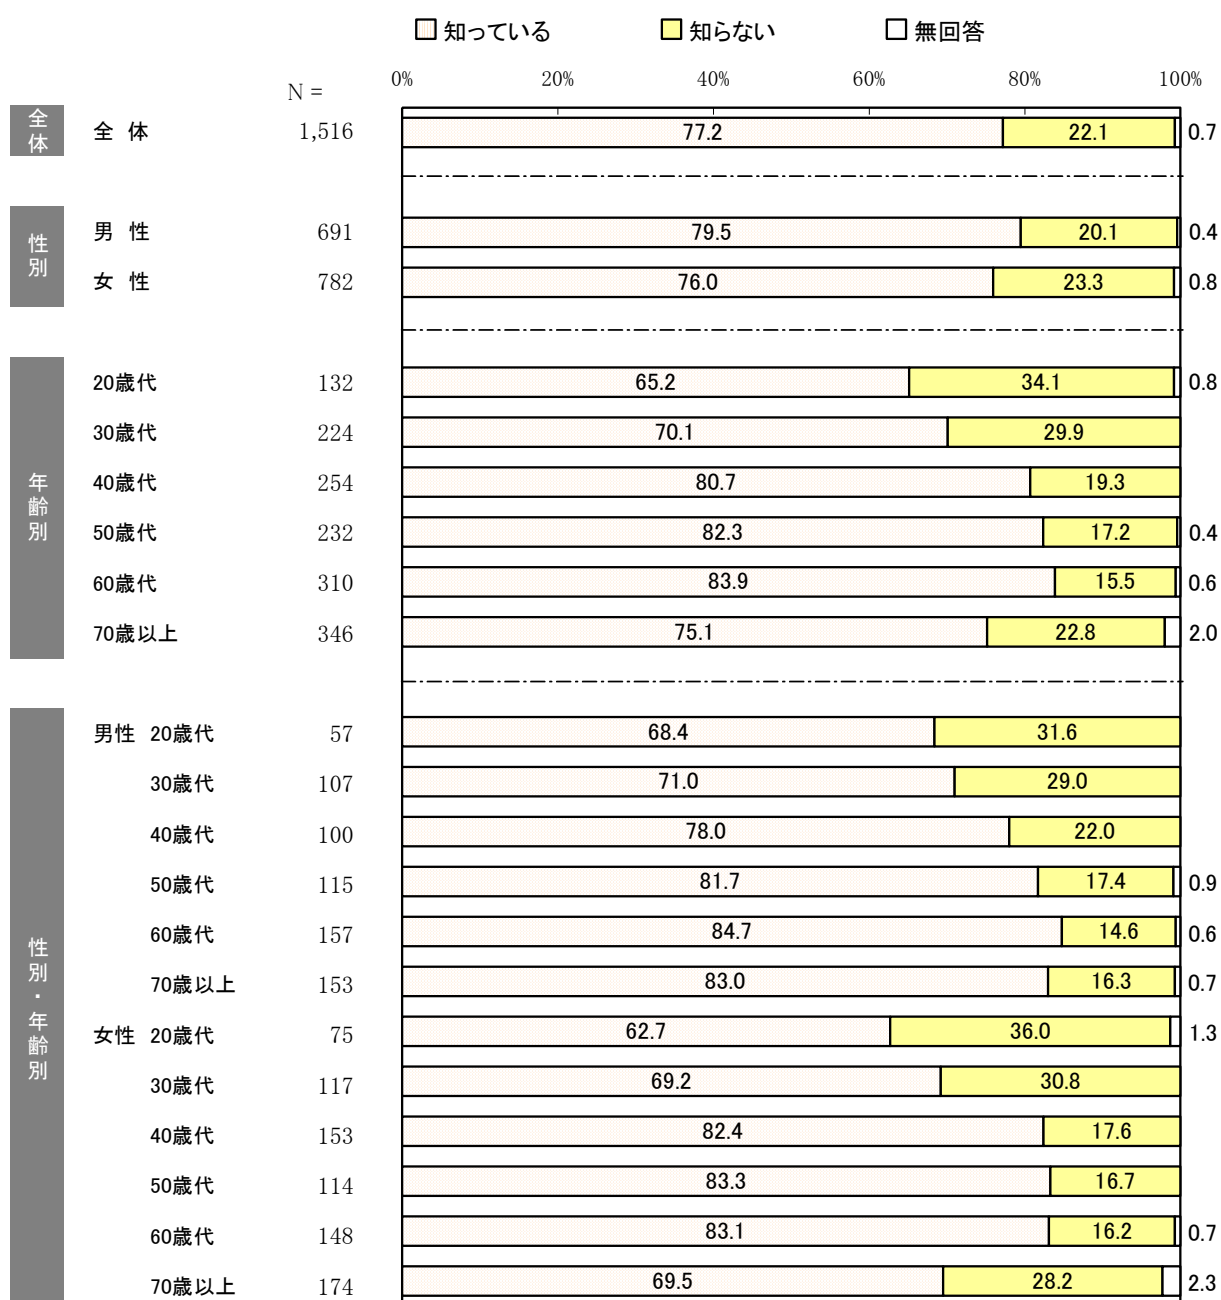 知っている 知らない 無回答
N = 0% 20% 40% 60% 80% 100%
全体
全 体 1,516 77.2 22.1 0.7
性別
男 性 691 79.5 20.1 0.4
女 性 782 76.0 23.3 0.8
年齢別
20歳代 132 65.2 34.1 0.8
30歳代 224 70.1 29.9
40歳代 254 80.7 19.3
50歳代 232 82.3 17.2 0.4
60歳代 310 83.9 15.5 0.6
70歳以上 346 75.1 22.8 2.0
性別・年齢別
男性 20歳代 57 68.4 31.6
30歳代 107 71.0 29.0
40歳代 100 78.0 22.0
50歳代 115 81.7 17.4 0.9
60歳代 157 84.7 14.6 0.6
70歳以上 153 83.0 16.3 0.7
女性 20歳代 75 62.7 36.0 1.3
30歳代 117 69.2 30.8
40歳代 153 82.4 17.6
50歳代 114 83.3 16.7
60歳代 148 83.1 16.2 0.7
70歳以上 174 69.5 28.2 2.3